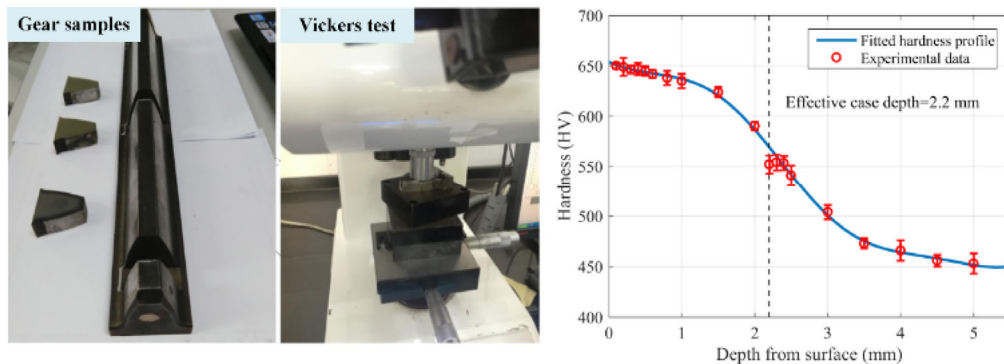 Gear samples
Vickers test
700
650
600
550
500
450
400
Hardness (HV)
Fitted hardness profile
Experimental data
Effective case depth=2.2 mm
0
1
2
3
4
5
Depth from surface (mm)